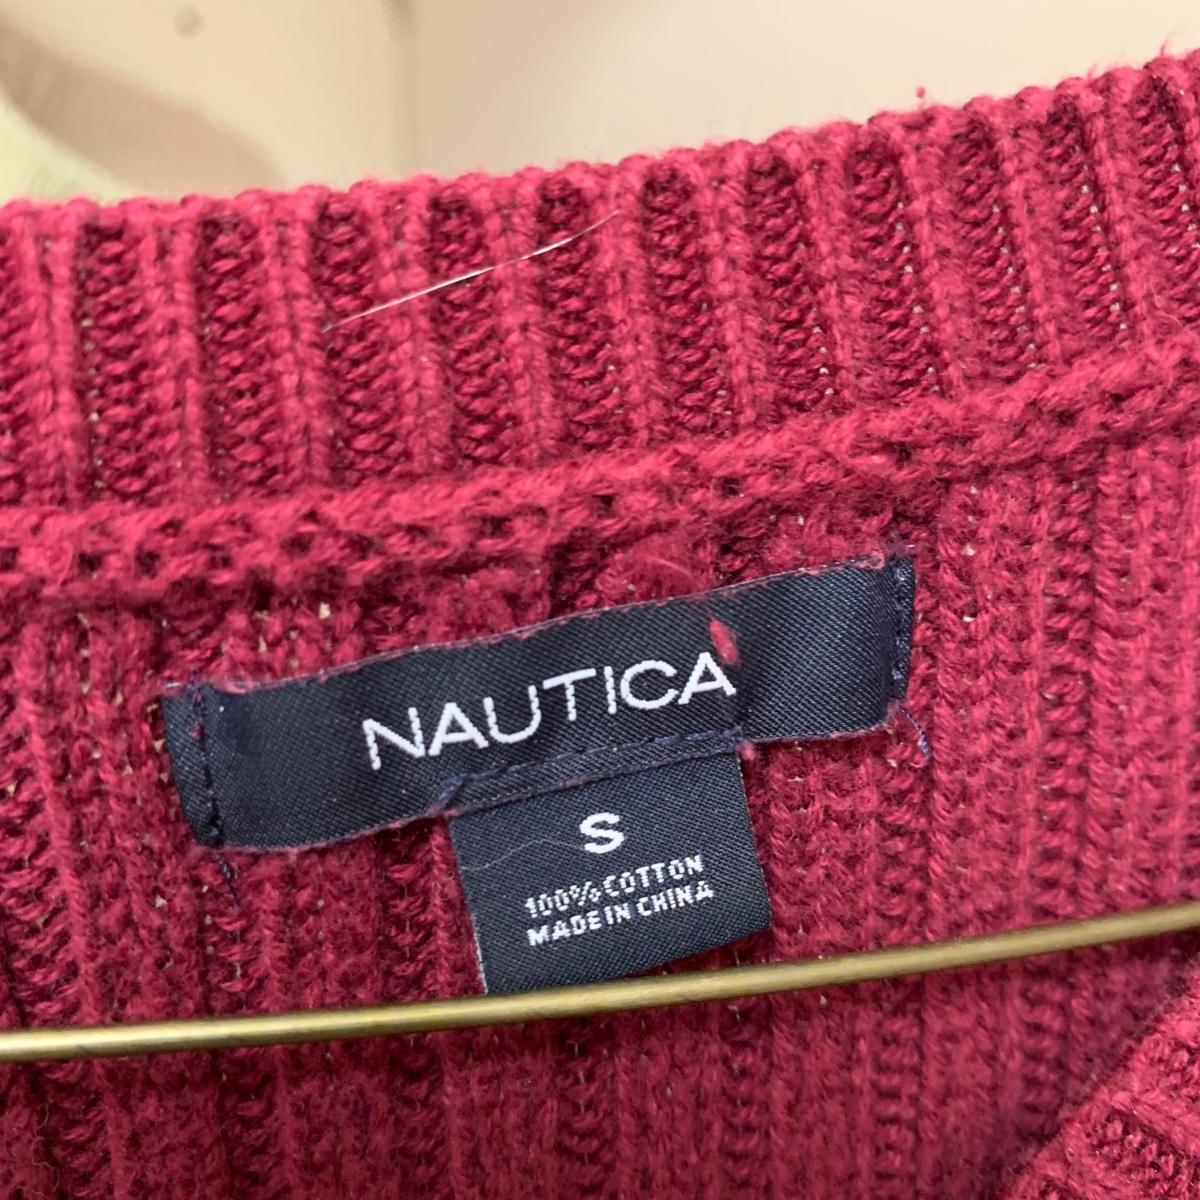 NAUTICA
S
100% COTTON
MADE IN CHINA